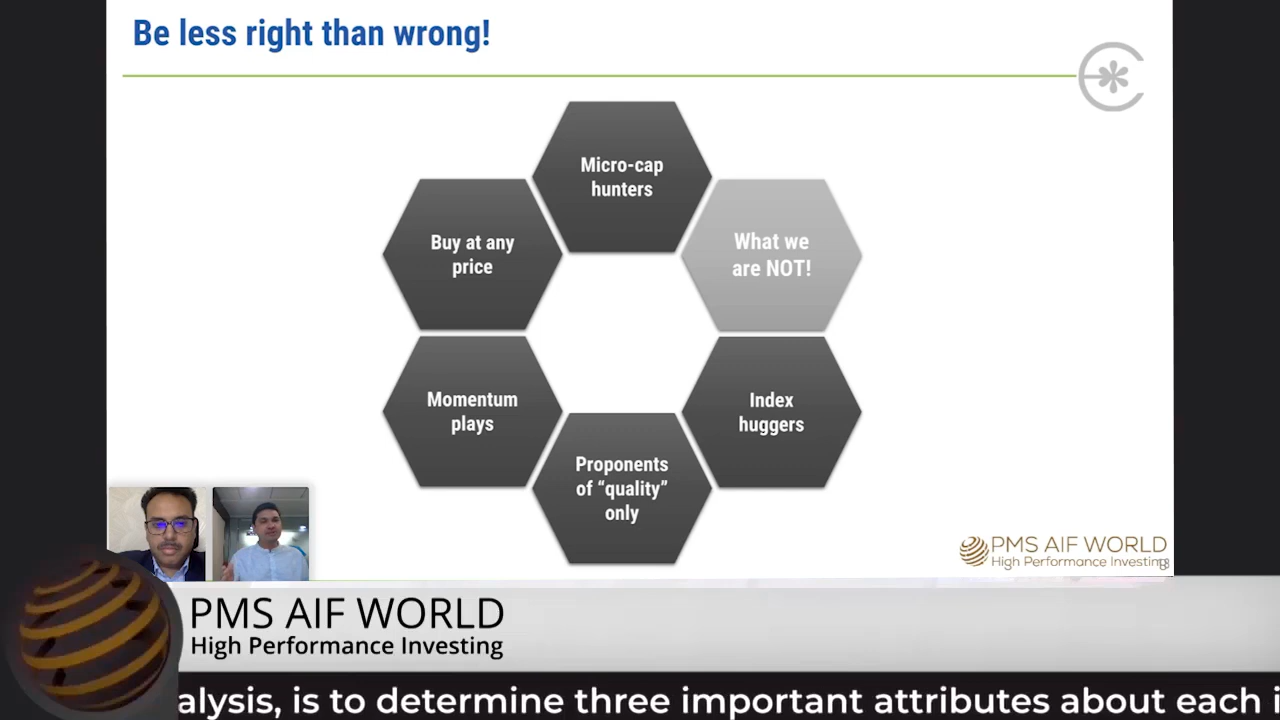 Be less right than wrong!
Micro-cap
hunters
Buy at any
price
What we
are NOT!
Momentum
plays
Index
huggers
Proponents
of “quality”
only
PMS AIF WORLD
High Performance Investing
PMS AIF WORLD
High Performance Investing
alysis, is to determine three important attributes about each i